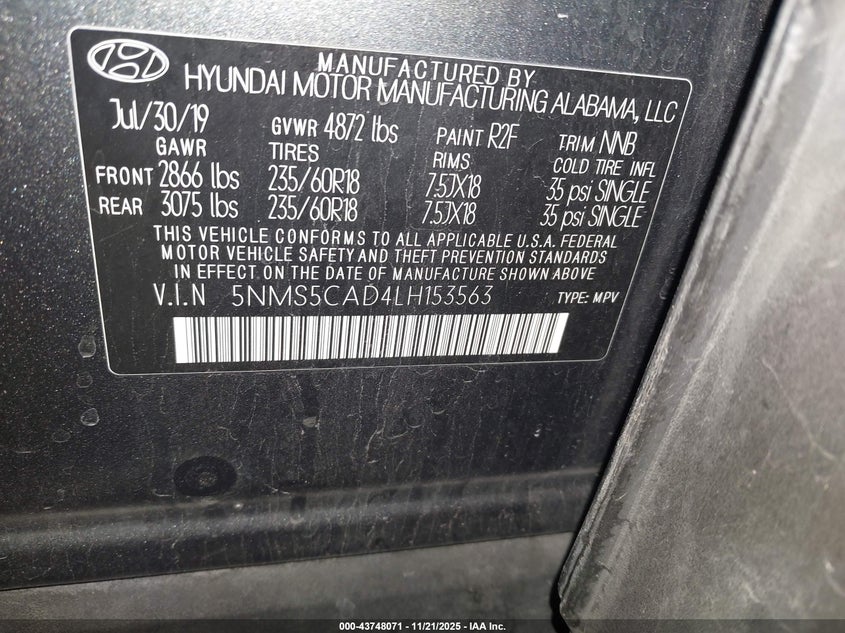 MANUFACTURED BY
HYUNDAI MOTOR MANUFACTURING ALABAMA, LLC
Jul/30/19 GVWR 4872 lbs PAINT R2F TRIM NNB
GAWR TIRES RIMS COLD TIRE INFL
FRONT 2866 lbs 235/60R18 7.5JX18 35 psi SINGLE
REAR 3075 lbs 235/60R18 7.5JX18 35 psi SINGLE
THIS VEHICLE CONFORMS TO ALL APPLICABLE U.S.A. FEDERAL
MOTOR VEHICLE SAFETY AND THEFT PREVENTION STANDARDS
IN EFFECT ON THE DATE OF MANUFACTURE SHOWN ABOVE
V.I.N 5NMS5CAD4LH153563 TYPE: MPV
000-43748071 - 11/21/2025 - IAA Inc.